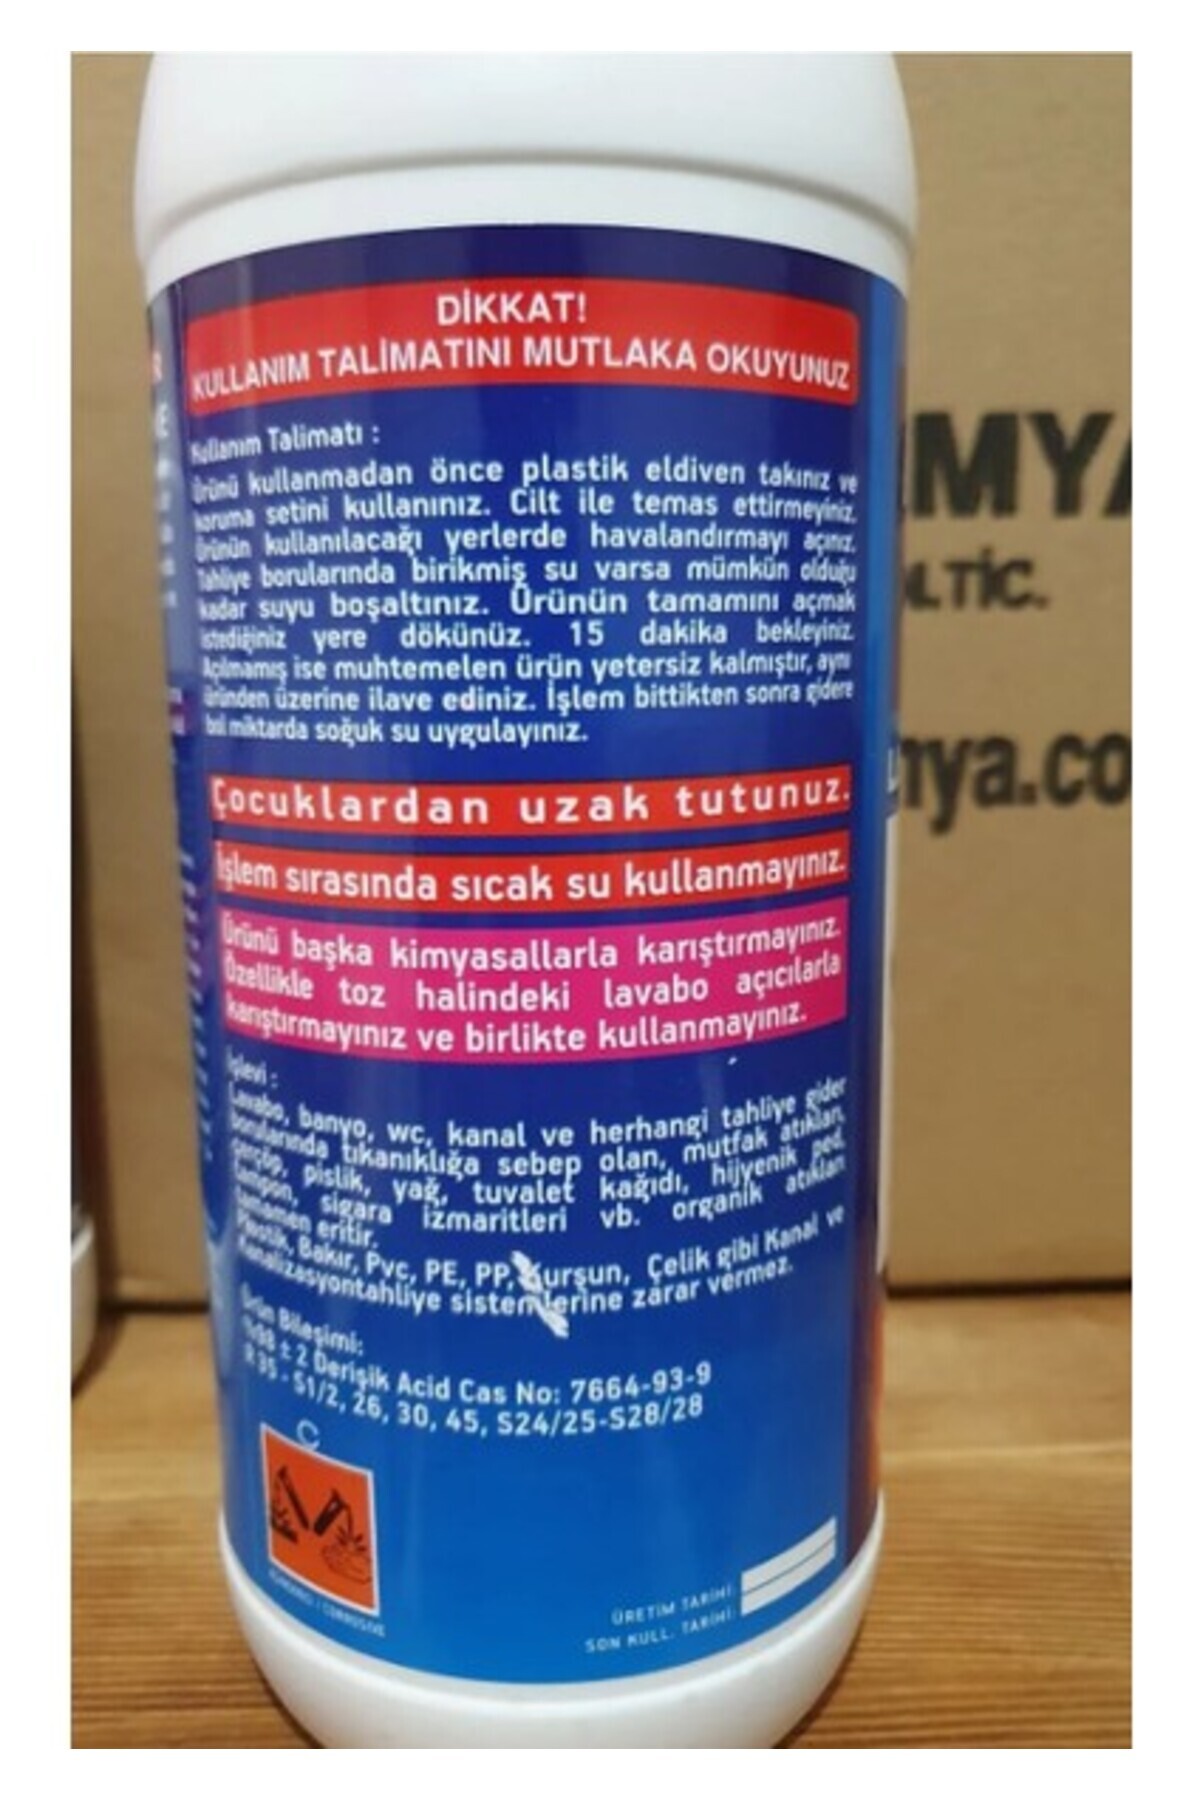 DİKKAT!
KULLANIM TALİMATINI MUTLAKA OKUYUNUZ
Kullanım Talimatı :
Ürünü kullanmadan önce plastik eldiven takınız ve
koruma setini kullanınız. Cilt ile temas ettirmeyiniz.
Ürünün kullanılacağı yerlerde havalandırmayı açınız.
Tahliye borularında birikmiş su varsa mümkün olduğu
kadar suyu boşaltınız. Ürünün tamamını açmak
istediğiniz yere dökünüz. 15 dakika bekleyiniz.
Açılmamış ise muhtemelen ürün yetersiz kalmıştır, aynı
üründen üzerine ilave ediniz. İşlem bittikten sonra gidere
bol miktarda soğuk su uygulayınız.
Çocuklardan uzak tutunuz.
İşlem sırasında sıcak su kullanmayınız.
Ürünü başka kimyasallarla karıştırmayınız.
Özellikle toz halindeki lavabo açıcılarla
karıştırmayınız ve birlikte kullanmayınız.
İşlevi :
Lavabo, banyo, wc, kanal ve herhangi tahliye gider
borularında tıkanıklığa sebep olan, mutfak atıkları,
gerçöp, pislik, yağ, tuvalet kağıdı, hijyenik ped,
tampon, sigara izmaritleri vb. organik atıkları
tamamen eritir.
Plastik, Bakır, Pvc, PE, PP, Kurşun, Çelik gibi Kanal ve
Kanalizasyontahliye sistemlerine zarar vermez.
Ürün Bileşimi:
%98 ± 2 Derişik Acid Cas No: 7664-93-9
R 35 - S1/2, 26, 30, 45, S24/25-S28/28
C
CORROSIVE
ÜRETİM TARİHİ:
SON KULL. TARİHİ:
İMYA
TİC.
mya.co